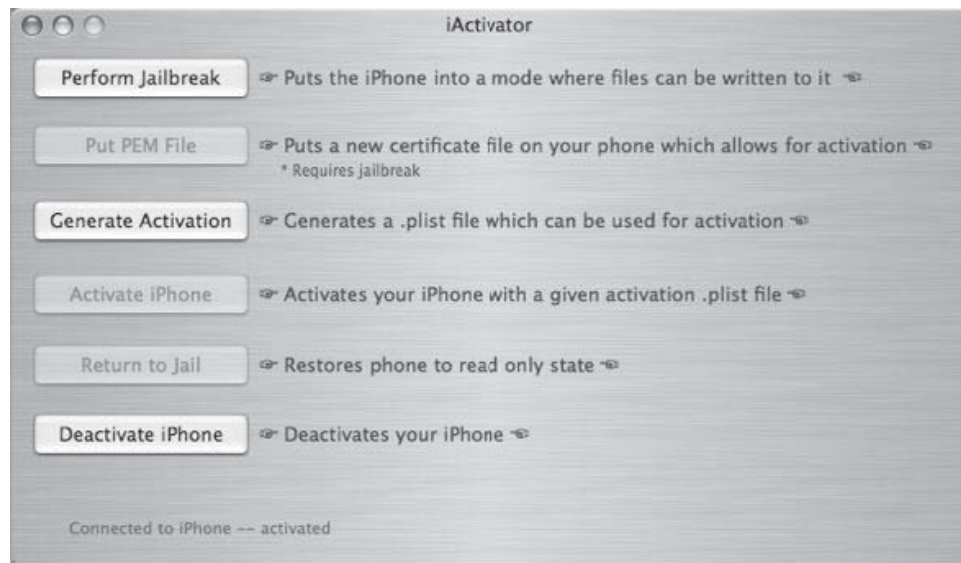 iActivator
Perform Jailbreak ☞ Puts the iPhone into a mode where files can be written to it ☜
Put PEM File ☞ Puts a new certificate file on your phone which allows for activation ☜
* Requires jailbreak
Generate Activation ☞ Generates a .plist file which can be used for activation ☜
Activate iPhone ☞ Activates your iPhone with a given activation .plist file ☜
Return to Jail ☞ Restores phone to read only state ☜
Deactivate iPhone ☞ Deactivates your iPhone ☜
Connected to iPhone -- activated